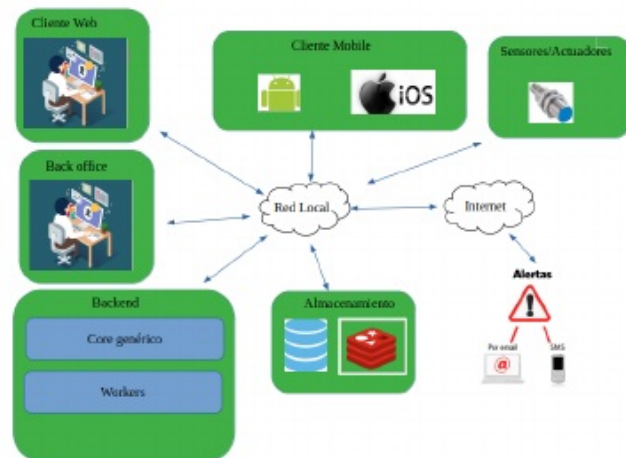 Cliente Web
Cliente Mobile
iOS
Sensores/Actuadores
Back office
Red Local
Internet
Backend
Core genérico
Workers
Almacenamiento
Alertas
Por email
SMS
@